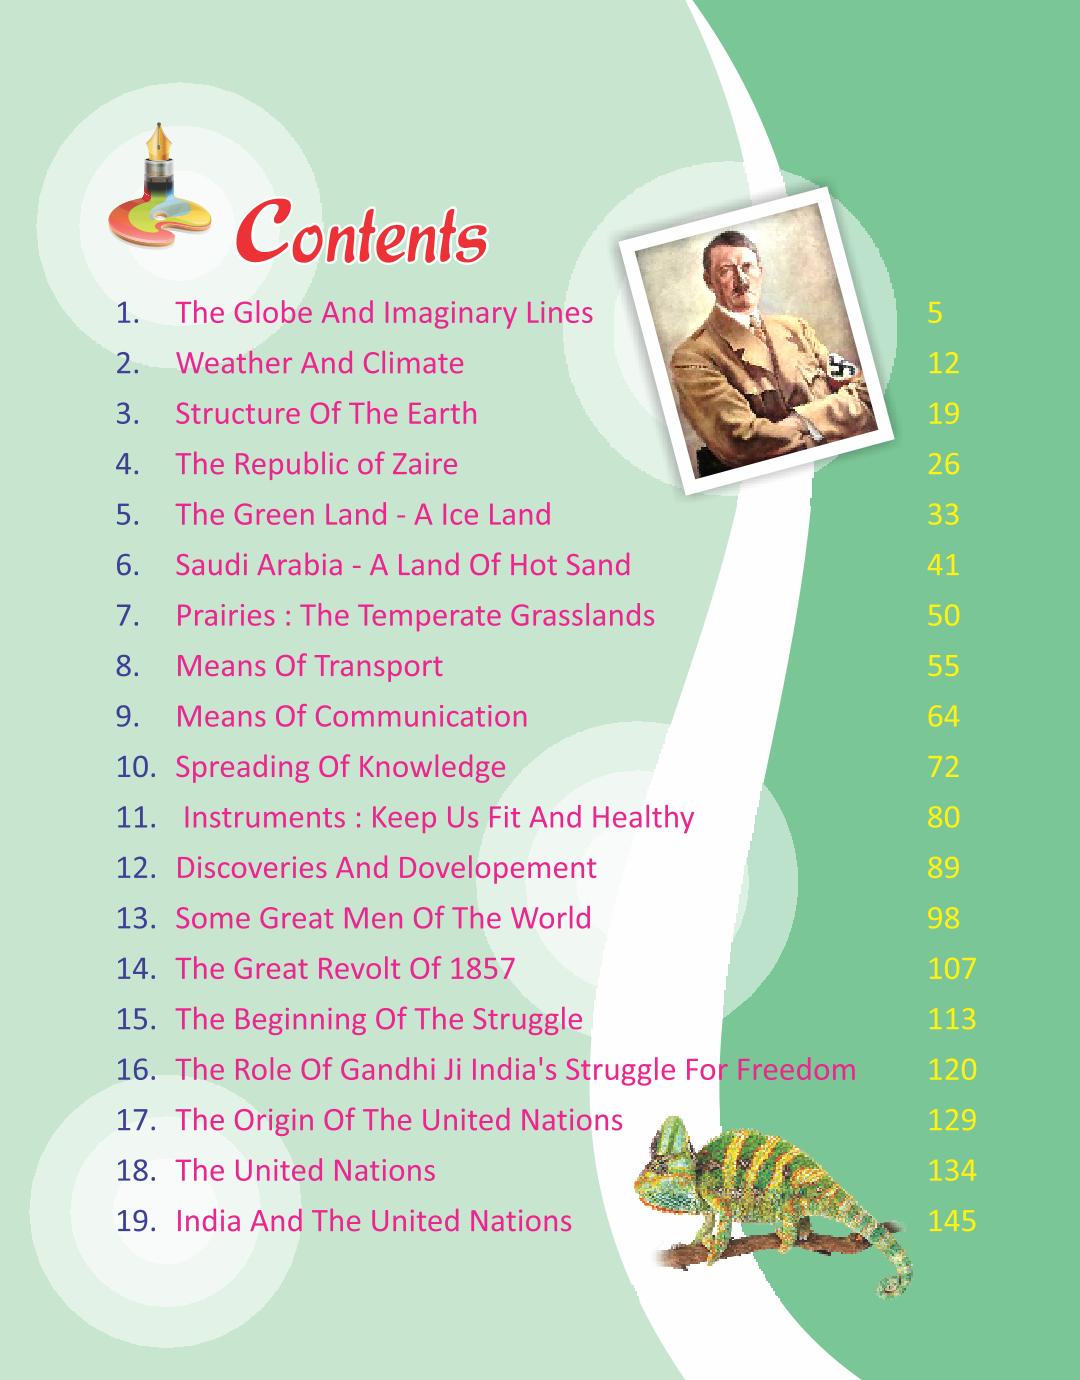 Contents
1. The Globe And Imaginary Lines 5
2. Weather And Climate 12
3. Structure Of The Earth 19
4. The Republic of Zaire 26
5. The Green Land - A Ice Land 33
6. Saudi Arabia - A Land Of Hot Sand 41
7. Prairies : The Temperate Grasslands 50
8. Means Of Transport 55
9. Means Of Communication 64
10. Spreading Of Knowledge 72
11. Instruments : Keep Us Fit And Healthy 80
12. Discoveries And Dovelopement 89
13. Some Great Men Of The World 98
14. The Great Revolt Of 1857 107
15. The Beginning Of The Struggle 113
16. The Role Of Gandhi Ji India's Struggle For Freedom 120
17. The Origin Of The United Nations 129
18. The United Nations 134
19. India And The United Nations 145